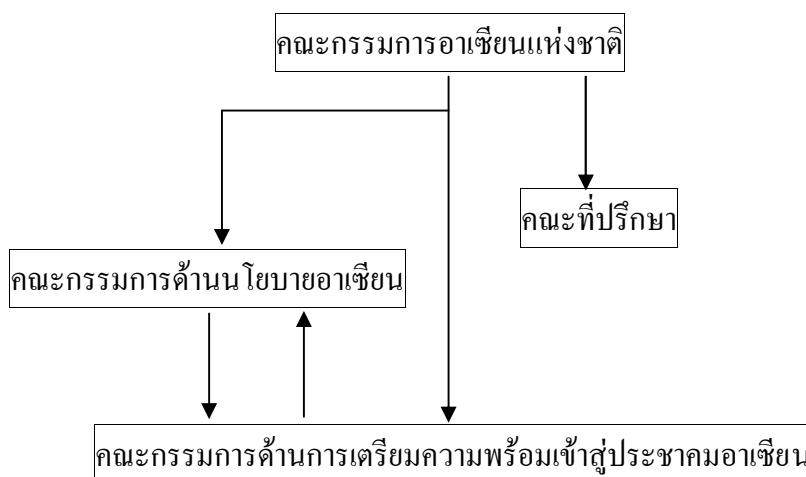 คณะกรรมการอาเซียนแห่งชาติ
คณะที่ปรึกษา
คณะกรรมการด้านนโยบายอาเซียน
คณะกรรมการด้านการเตรียมความพร้อมเข้าสู่ประชาคมอาเซียน